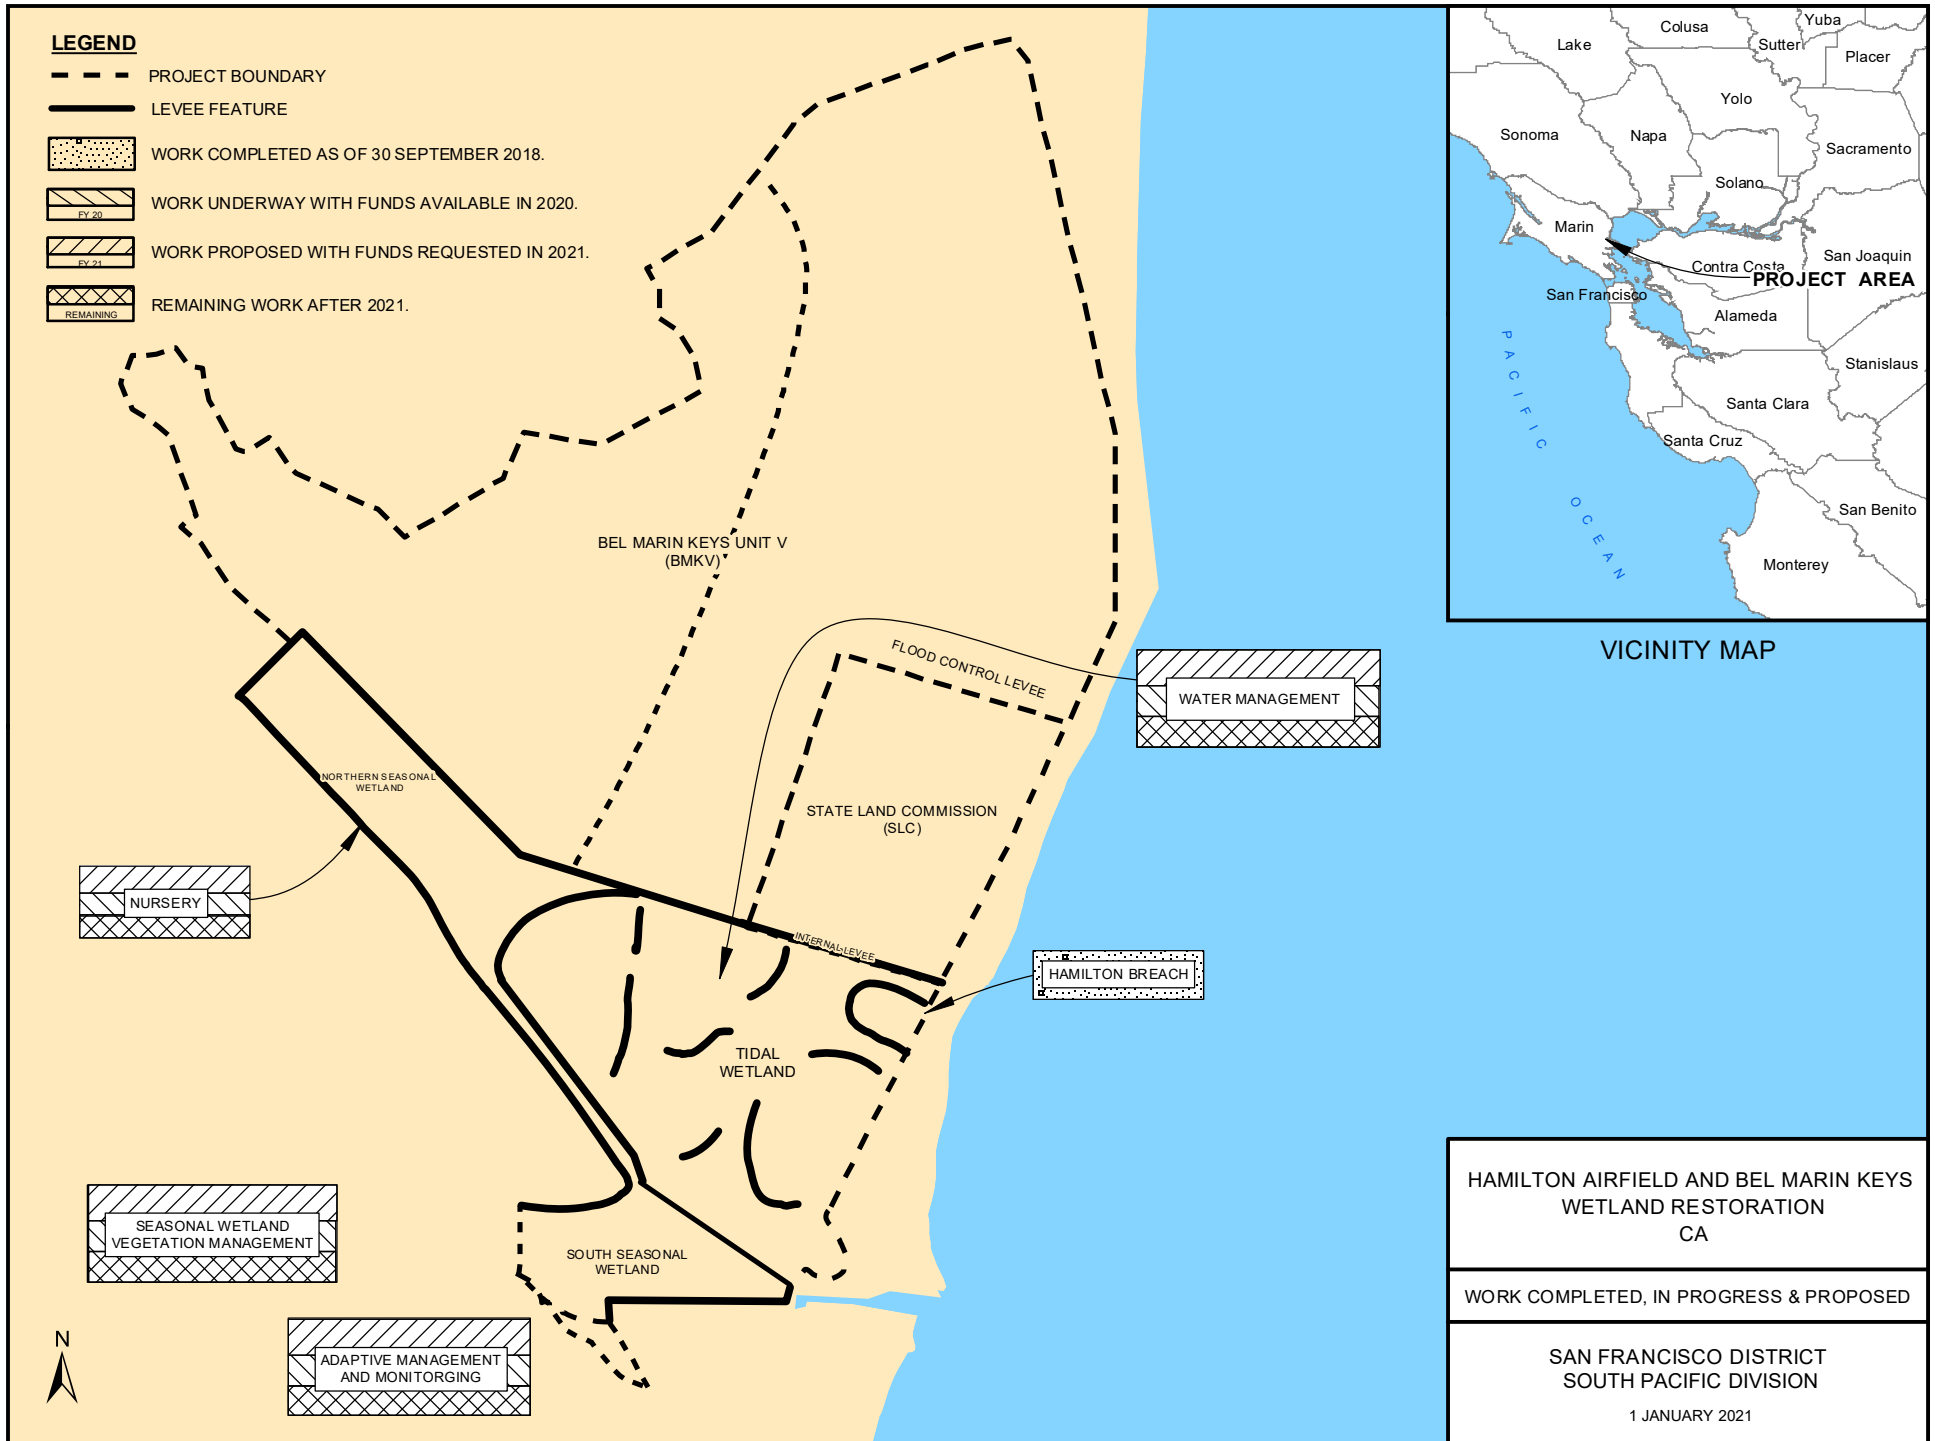 LEGEND
PROJECT BOUNDARY
LEVEE FEATURE
WORK COMPLETED AS OF 30 SEPTEMBER 2018.
FY 20
WORK UNDERWAY WITH FUNDS AVAILABLE IN 2020.
FY 21
WORK PROPOSED WITH FUNDS REQUESTED IN 2021.
REMAINING
REMAINING WORK AFTER 2021.
BEL MARIN KEYS UNIT V
(BMKV)
FLOOD CONTROL LEVEE
WATER MANAGEMENT
STATE LAND COMMISSION
(SLC)
NORTHERN SEASONAL
WETLAND
NURSERY
INTERNAL LEVEE
HAMILTON BREACH
TIDAL
WETLAND
SEASONAL WETLAND
VEGETATION MANAGEMENT
SOUTH SEASONAL
WETLAND
ADAPTIVE MANAGEMENT
AND MONITORGING
N
Colusa
Yuba
Lake
Sutter
Placer
Yolo
Sonoma
Napa
Sacramento
Solano
Marin
Contra Costa
San Joaquin
PROJECT AREA
San Francisco
Alameda
Stanislaus
Santa Clara
Santa Cruz
San Benito
Monterey
PACIFIC
OCEAN
VICINITY MAP
HAMILTON AIRFIELD AND BEL MARIN KEYS
WETLAND RESTORATION
CA
WORK COMPLETED, IN PROGRESS & PROPOSED
SAN FRANCISCO DISTRICT
SOUTH PACIFIC DIVISION
1 JANUARY 2021